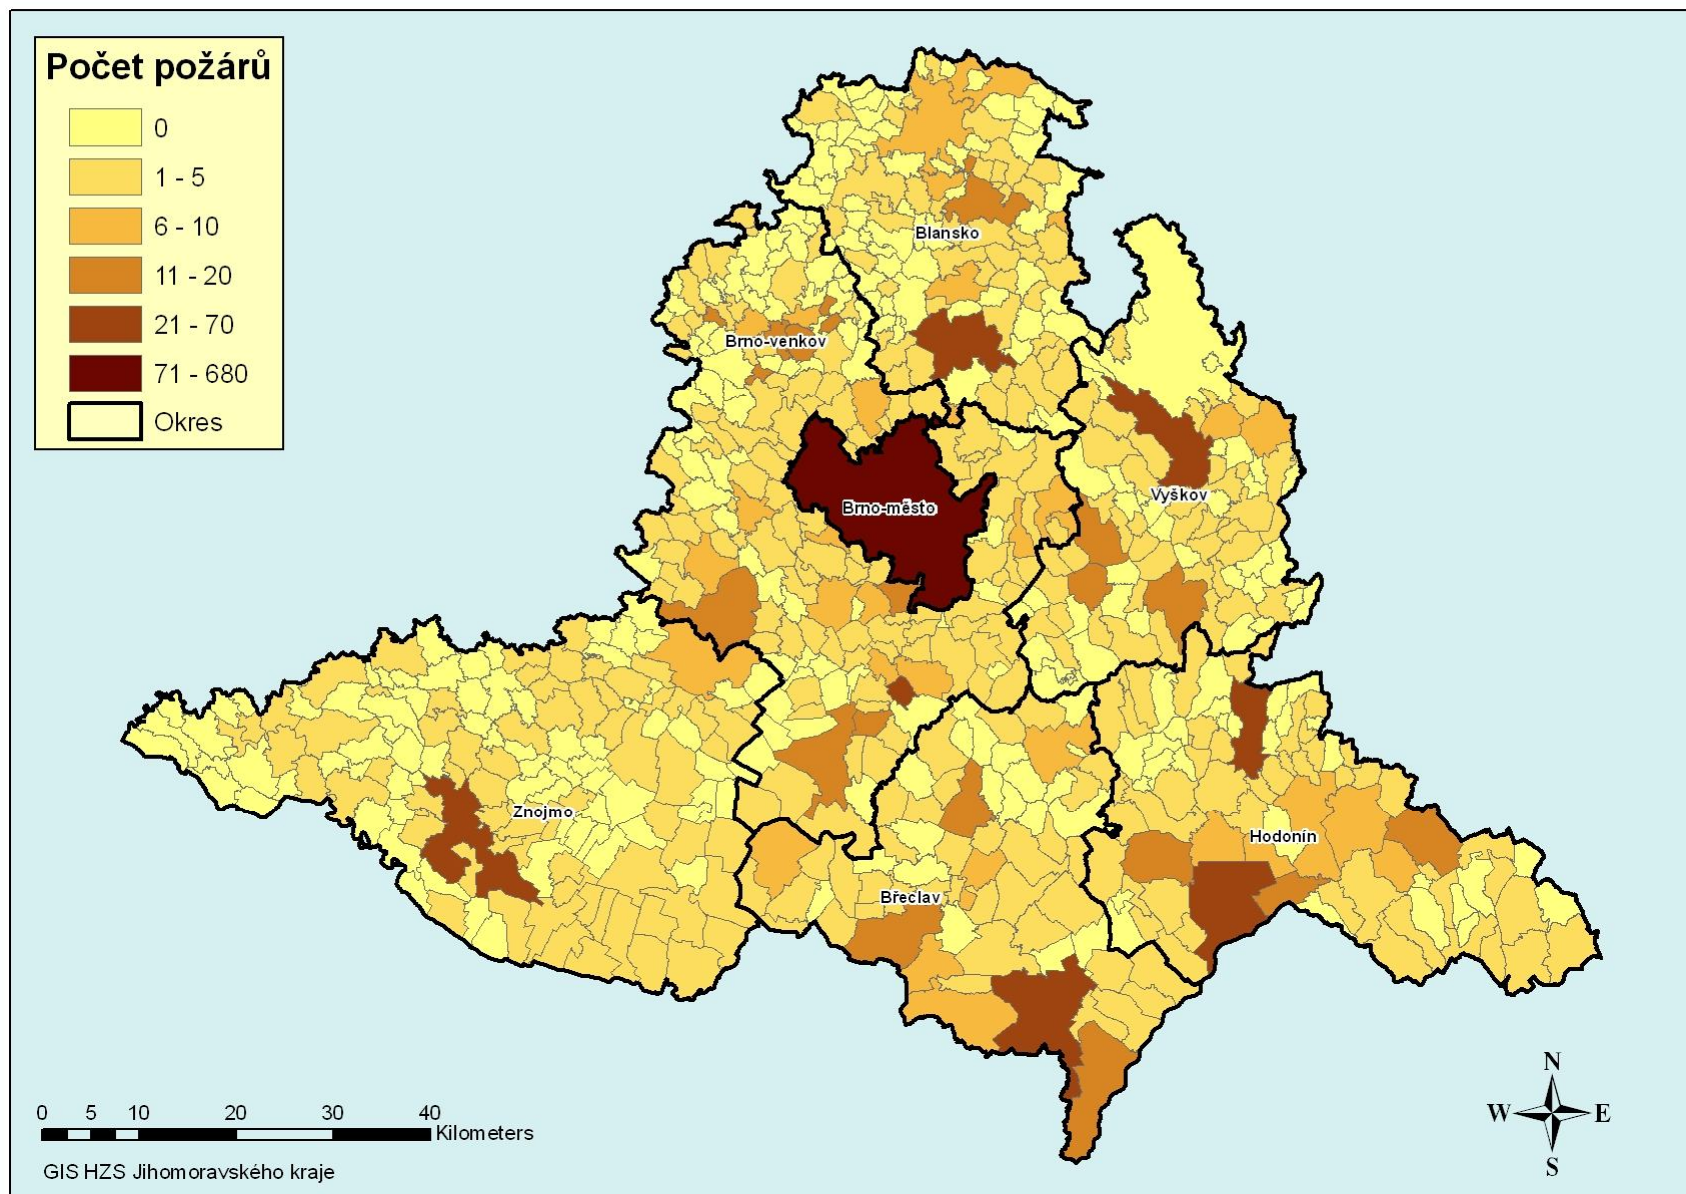 Počet požárů
0
1 - 5
6 - 10
11 - 20
21 - 70
71 - 680
Okres
Blansko
Brno-venkov
Vyškov
Brno-město
Znojmo
Hodonín
Břeclav
0 5 10 20 30 40
Kilometers
GIS HZS Jihomoravského kraje
N
W E
S